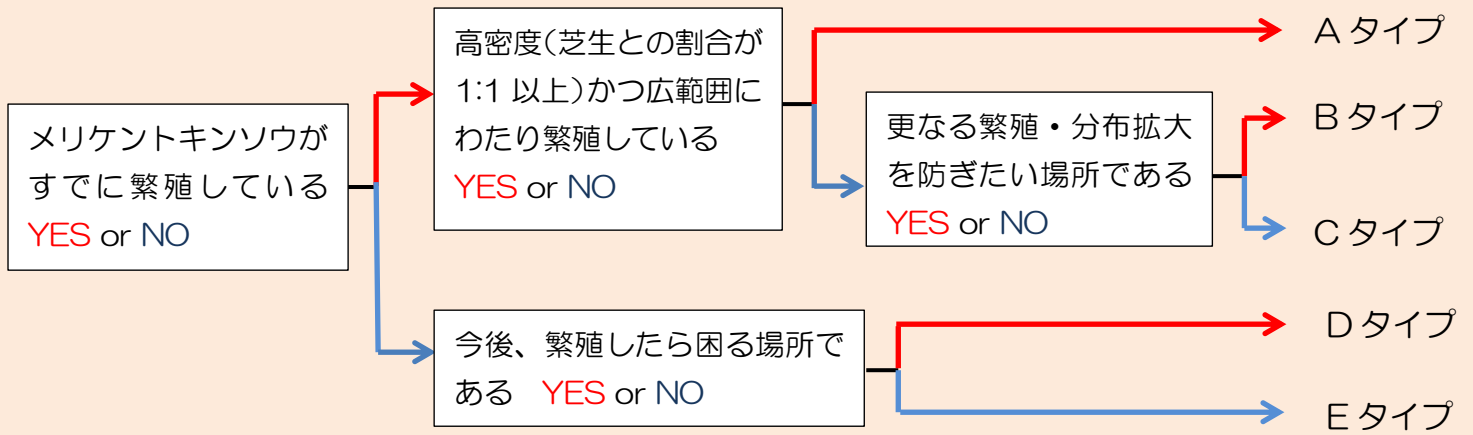 メリケントキンソウが
すでに繁殖している
YES or NO
高密度（芝生との割合が
1:1 以上）かつ広範囲に
わたり繁殖している
YES or NO
更なる繁殖・分布拡大
を防ぎたい場所である
YES or NO
今後、繁殖したら困る場所で
ある　YES or NO
A タイプ
B タイプ
C タイプ
D タイプ
E タイプ